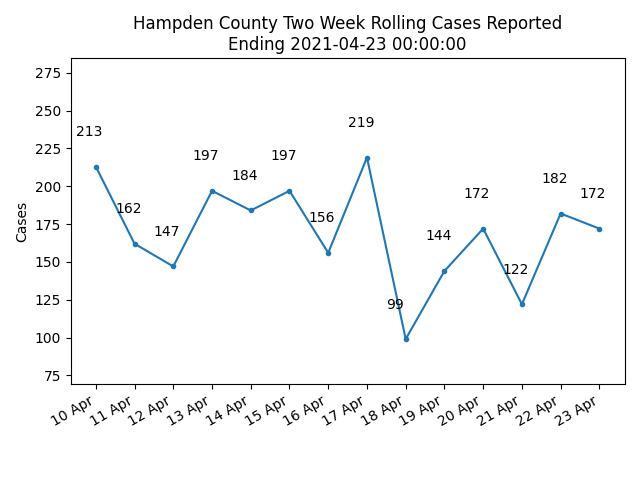 Hampden County Two Week Rolling Cases Reported
Ending 2021-04-23 00:00:00
Cases
275
250
225
200
175
150
125
100
75
213
162
147
197
184
197
156
219
99
144
172
122
182
172
10 Apr
11 Apr
12 Apr
13 Apr
14 Apr
15 Apr
16 Apr
17 Apr
18 Apr
19 Apr
20 Apr
21 Apr
22 Apr
23 Apr